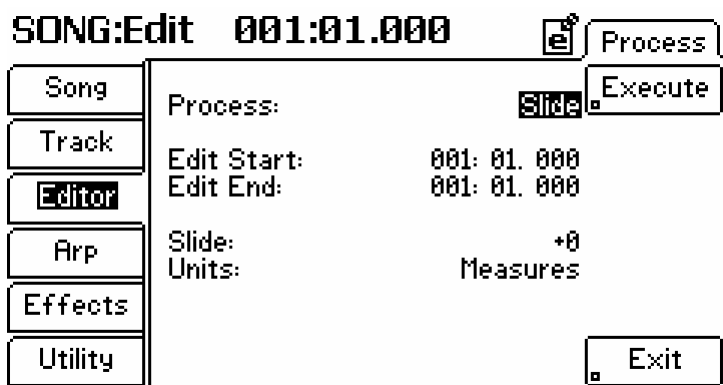 SONG:Edit 001:01.000
e
Process
Song
Track
Editor
Arp
Effects
Utility
Process: Slide
Edit Start: 001: 01. 000
Edit End: 001: 01. 000
Slide: +0
Units: Measures
Execute
Exit